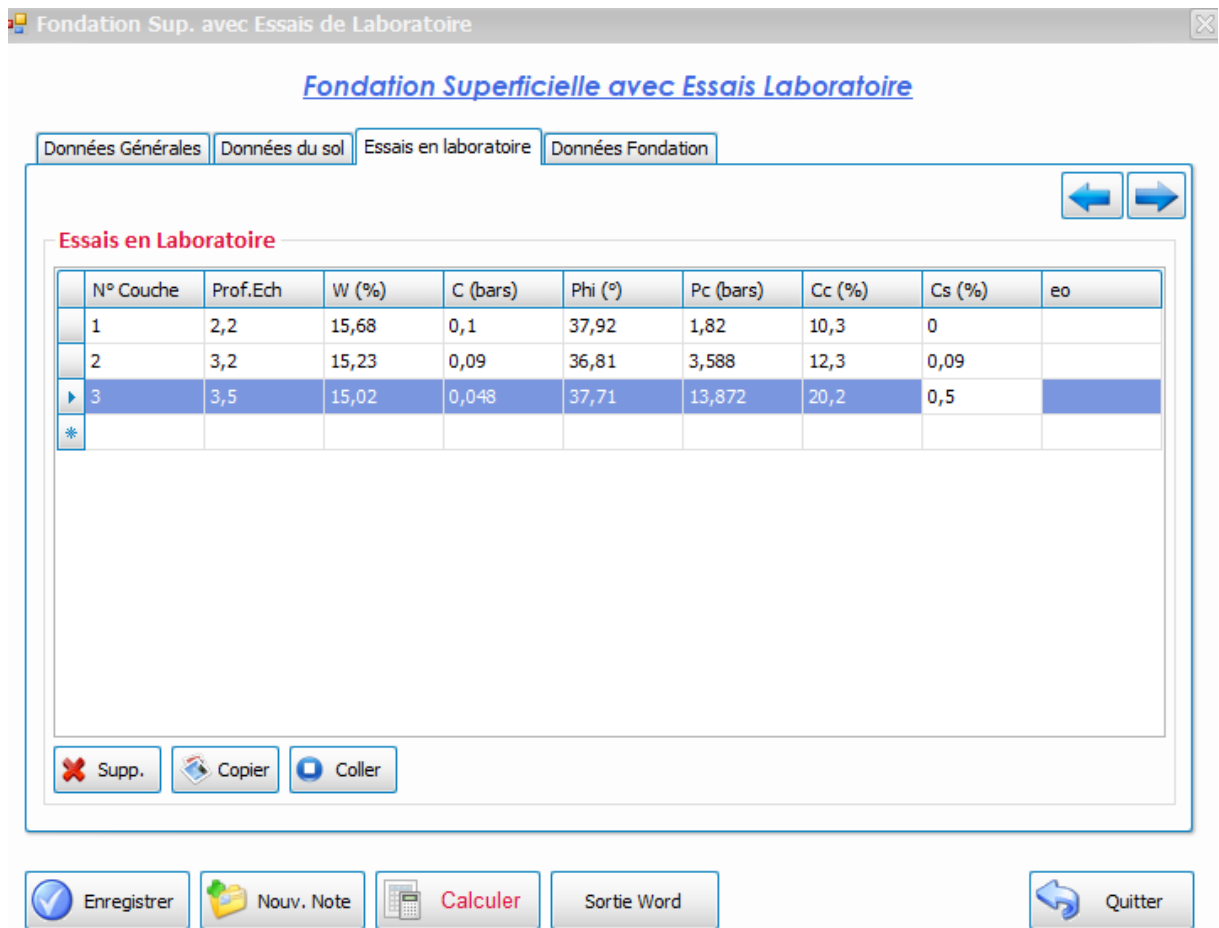 Fondation Sup. avec Essais de Laboratoire
Fondation Superficielle avec Essais Laboratoire
Données Générales Données du sol Essais en laboratoire Données Fondation
Essais en Laboratoire
N° Couche Prof.Ech W (%) C (bars) Phi (°) Pc (bars) Cc (%) Cs (%) eo
1 2,2 15,68 0,1 37,92 1,82 10,3 0
2 3,2 15,23 0,09 36,81 3,588 12,3 0,09
3 3,5 15,02 0,048 37,71 13,872 20,2 0,5
Supp. Copier Coller
Enregistrer Nouv. Note Calculer Sortie Word Quitter